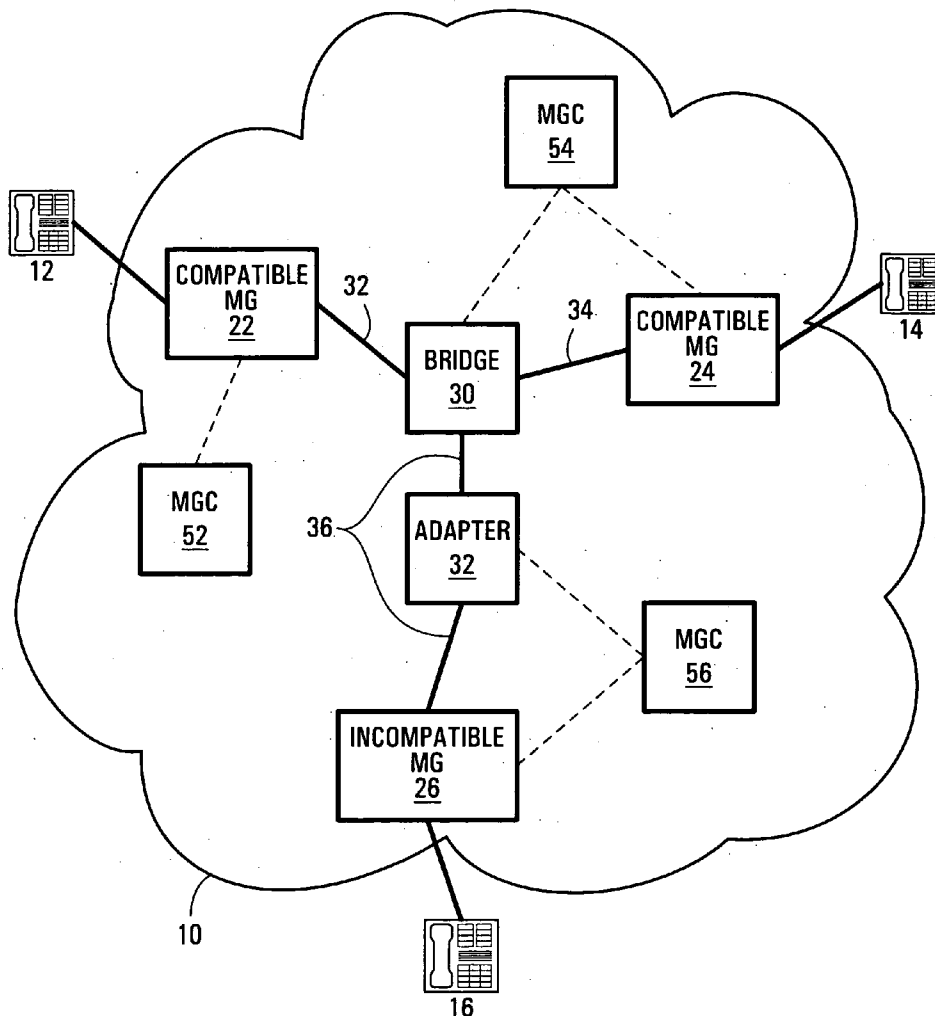 MGC
54
12
COMPATIBLE
MG
22
32
34
COMPATIBLE
MG
24
14
BRIDGE
30
MGC
52
36
ADAPTER
32
MGC
56
INCOMPATIBLE
MG
26
10
16